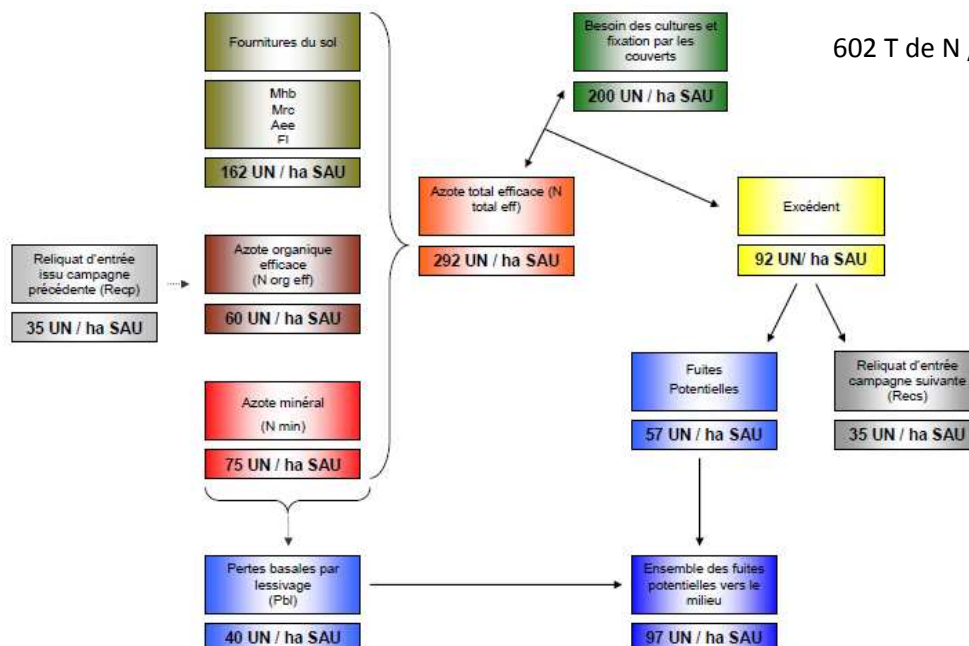 Fournitures du sol
Mhb
Mrc
Aee
Fl
162 UN / ha SAU
Reliquat d'entrée
issu campagne
précédente (Recp)
35 UN / ha SAU
Azote organique
efficace
(N org eff)
60 UN / ha SAU
Azote minéral
(N min)
75 UN / ha SAU
Pertes basales par
lessivage
(Pbl)
40 UN / ha SAU
Azote total efficace (N
total eff)
292 UN / ha SAU
Besoin des cultures et
fixation par les
couverts
200 UN / ha SAU
602 T de N /
Excédent
92 UN/ ha SAU
Fuites
Potentielles
57 UN / ha SAU
Reliquat d'entrée
campagne suivante
(Recs)
35 UN / ha SAU
Ensemble des fuites
potentielles vers le
milieu
97 UN / ha SAU